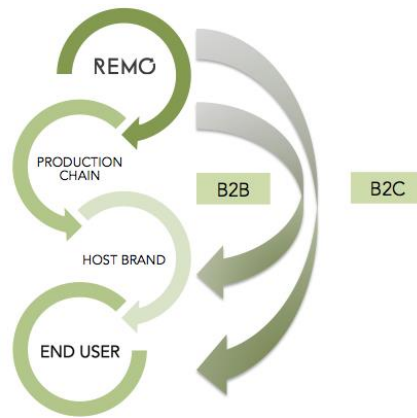 REMO
PRODUCTION
CHAIN
B2B
B2C
HOST BRAND
END USER